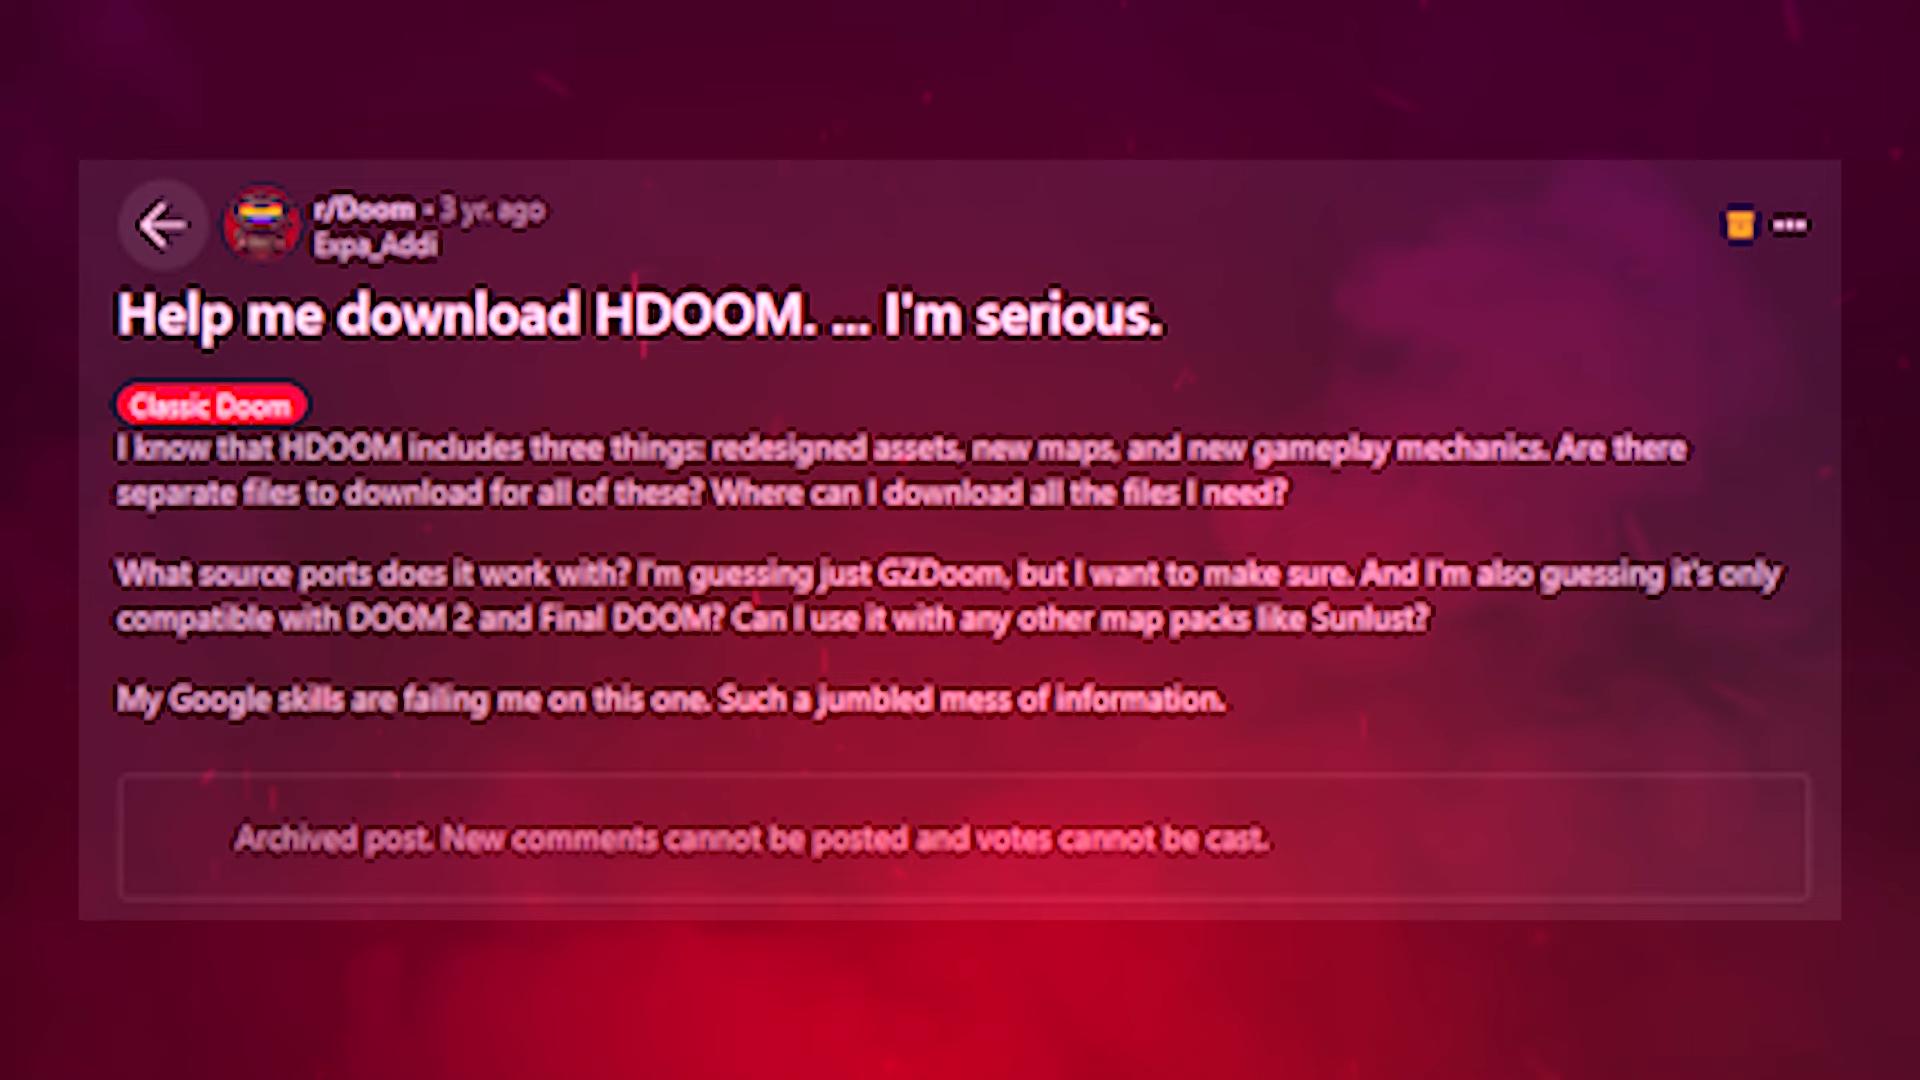 r/Doom • 3 yr. ago
Expa_Addi
Help me download HDOOM. ... I'm serious.
Classic Doom
I know that HDOOM includes three things: redesigned assets, new maps, and new gameplay mechanics. Are there
separate files to download for all of these? Where can I download all the files I need?
What source ports does it work with? I'm guessing just GZDoom, but I want to make sure. And I'm also guessing it's only
compatible with DOOM 2 and Final DOOM? Can I use it with any other map packs like Sunlust?
My Google skills are failing me on this one. Such a jumbled mess of information.
Archived post. New comments cannot be posted and votes cannot be cast.